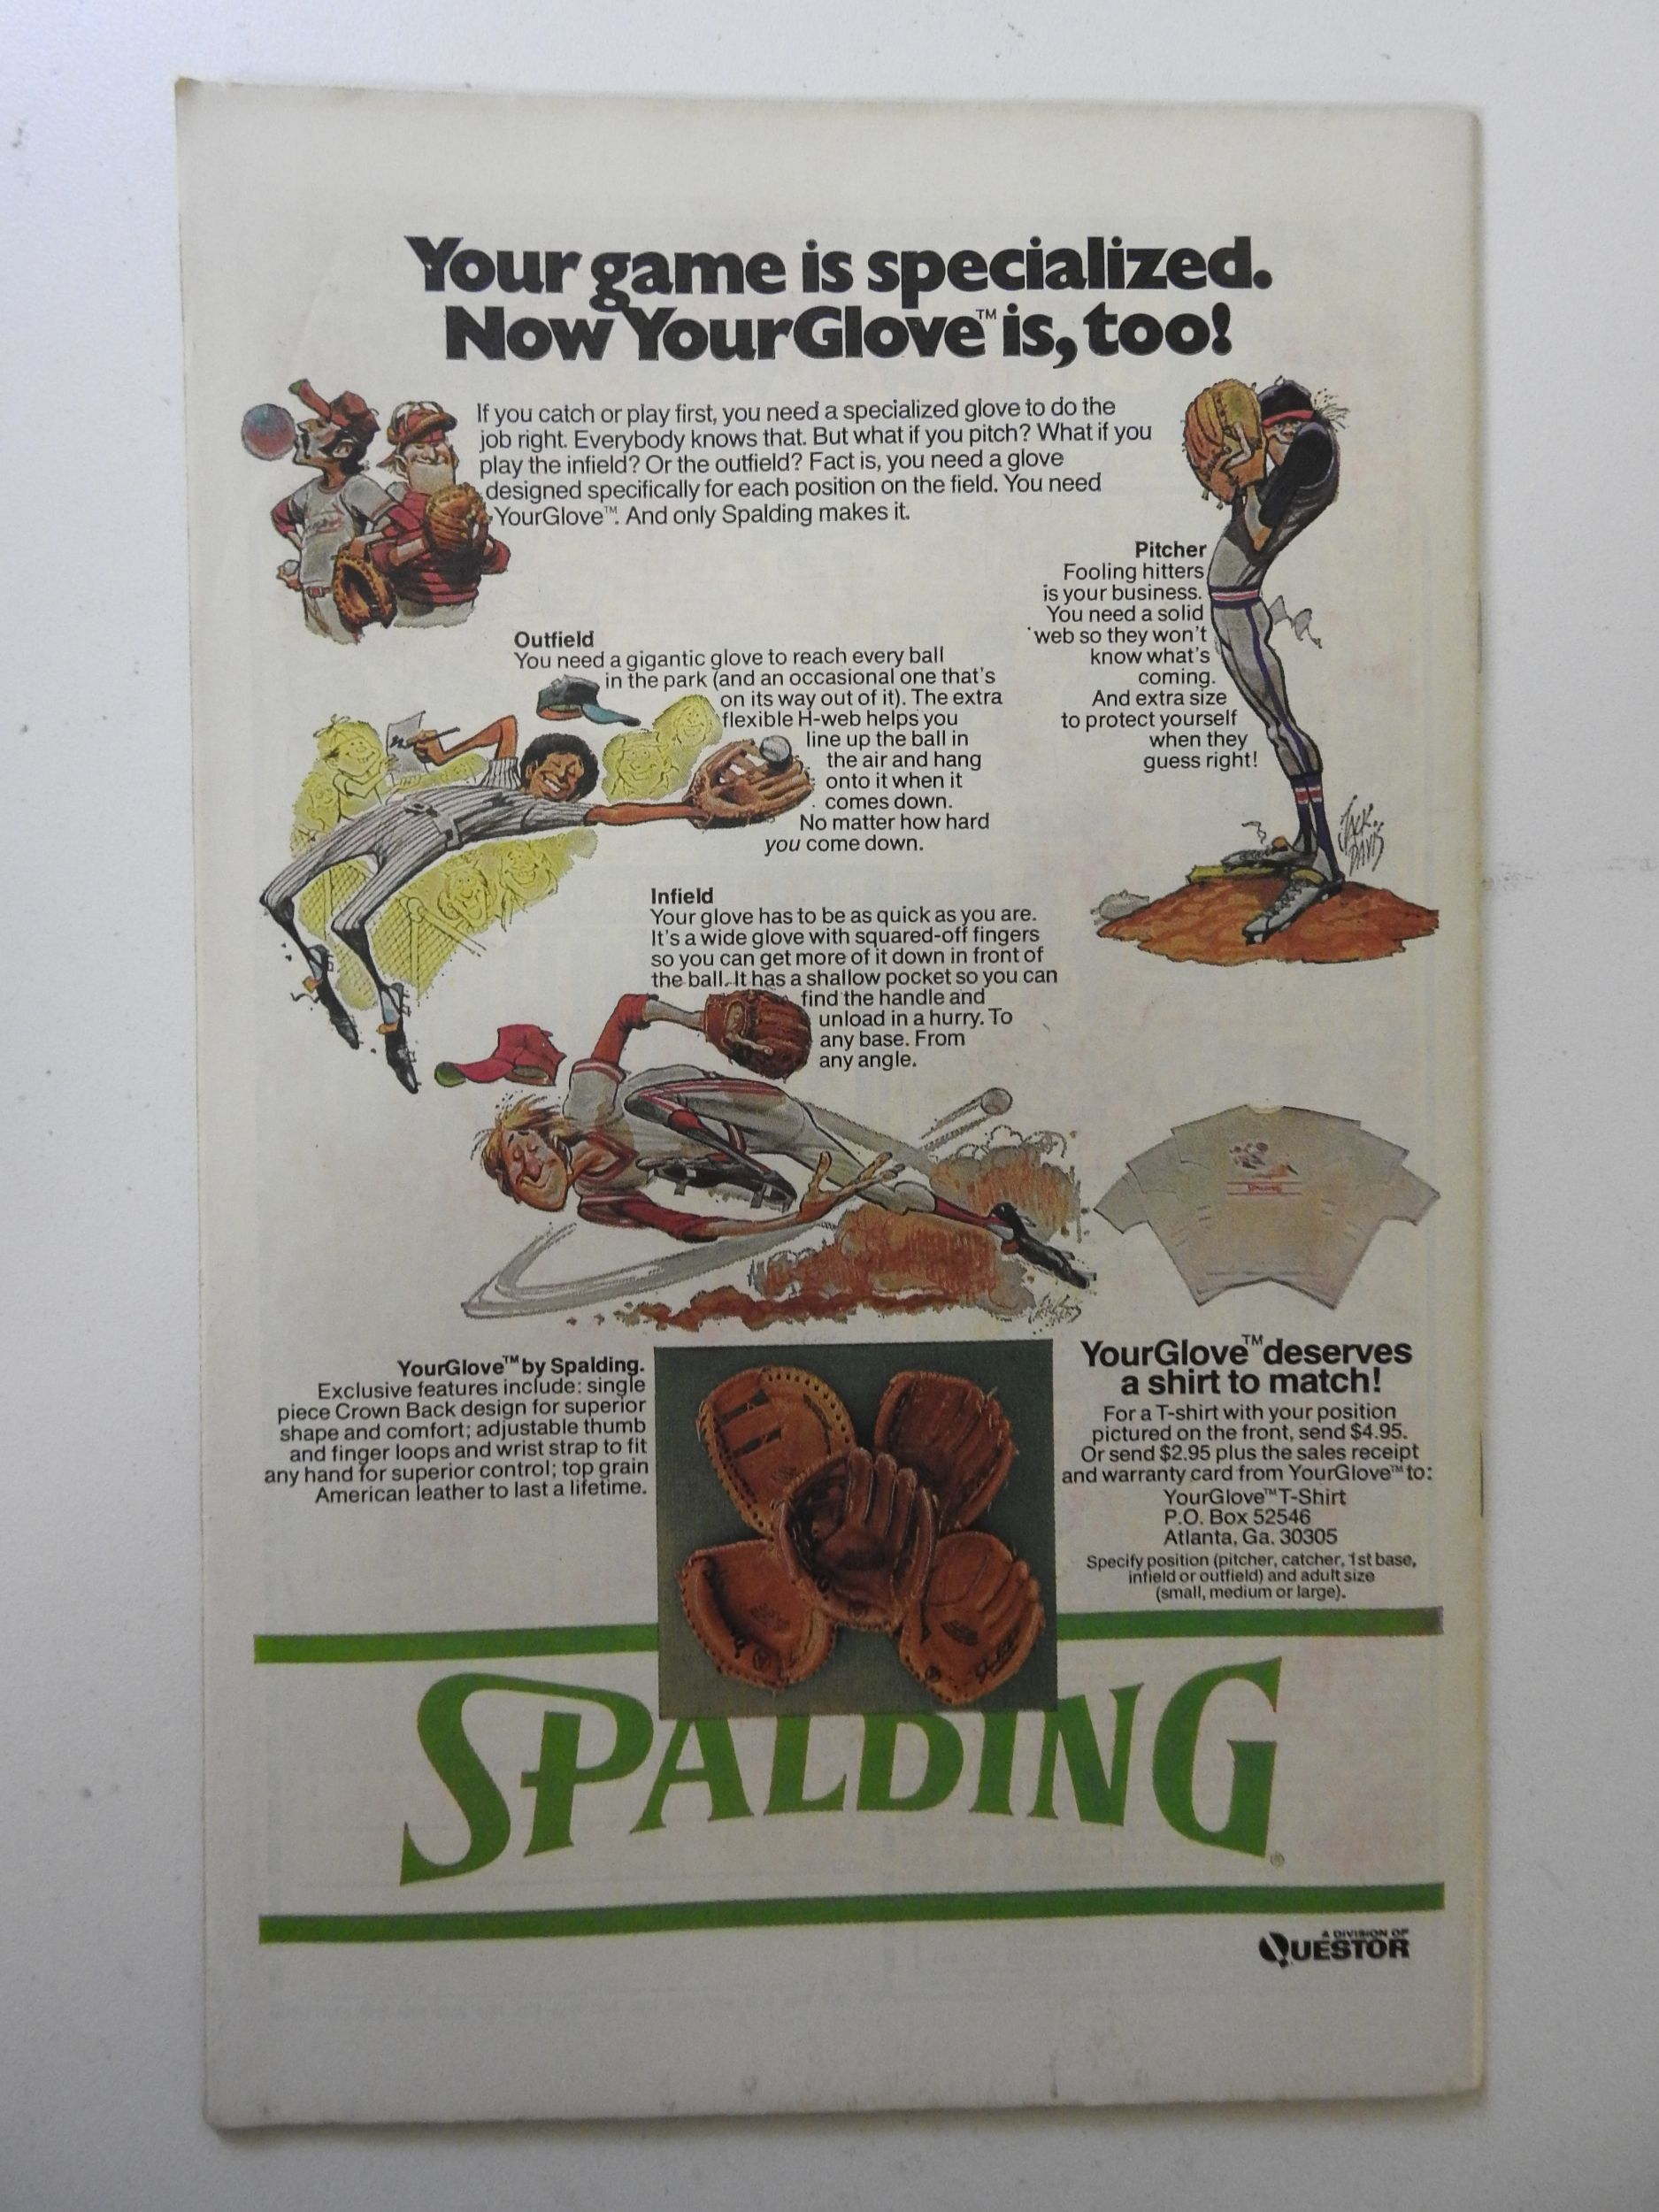 Your game is specialized.
Now YourGlove™ is, too!
If you catch or play first, you need a specialized glove to do the
job right. Everybody knows that. But what if you pitch? What if you
play the infield? Or the outfield? Fact is, you need a glove
designed specifically for each position on the field. You need
YourGlove™. And only Spalding makes it.
Pitcher
Fooling hitters
is your business.
You need a solid
web so they won't
know what's
coming.
And extra size
to protect yourself
when they
guess right!
JACK
DAVIS
Outfield
You need a gigantic glove to reach every ball
in the park (and an occasional one that's
on its way out of it). The extra
flexible H-web helps you
line up the ball in
the air and hang
onto it when it
comes down.
No matter how hard
you come down.
Infield
Your glove has to be as quick as you are.
It's a wide glove with squared-off fingers
so you can get more of it down in front of
the ball. It has a shallow pocket so you can
find the handle and
unload in a hurry. To
any base. From
any angle.
SPALDING
YourGlove™ by Spalding.
Exclusive features include: single
piece Crown Back design for superior
shape and comfort; adjustable thumb
and finger loops and wrist strap to fit
any hand for superior control; top grain
American leather to last a lifetime.
YourGlove™ deserves
a shirt to match!
For a T-shirt with your position
pictured on the front, send $4.95.
Or send $2.95 plus the sales receipt
and warranty card from YourGlove™ to:
YourGlove™ T-Shirt
P.O. Box 52546
Atlanta, Ga. 30305
Specify position (pitcher, catcher, 1st base,
infield or outfield) and adult size
(small, medium or large).
SPALDING®
A DIVISION OF
QUESTOR